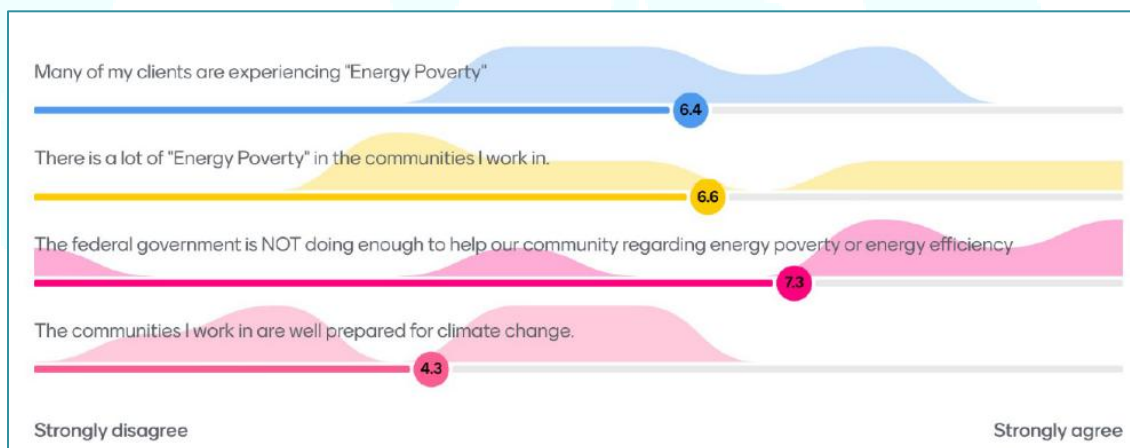 Many of my clients are experiencing "Energy Poverty"
6.4
There is a lot of "Energy Poverty" in the communities I work in.
6.6
The federal government is NOT doing enough to help our community regarding energy poverty or energy efficiency
7.3
The communities I work in are well prepared for climate change.
4.3
Strongly disagree Strongly agree